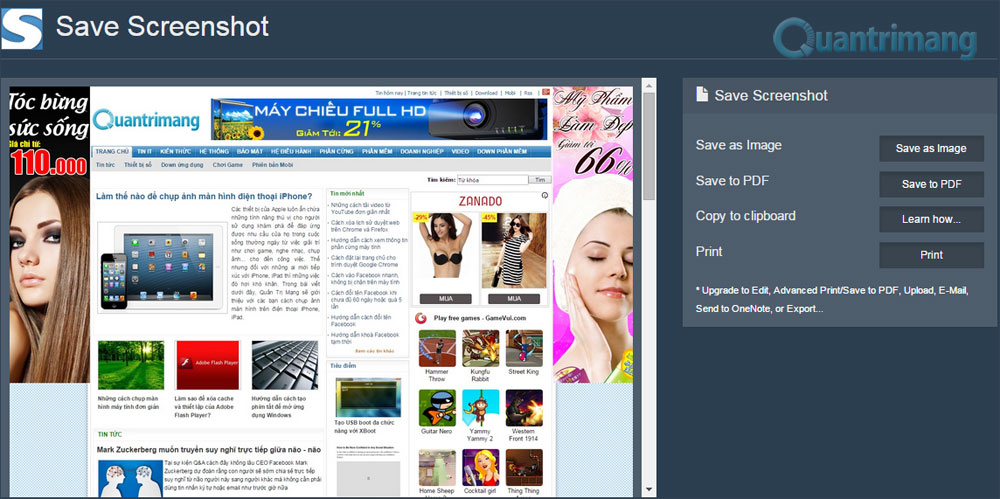 S Save Screenshot
Quantrimang
Tóc bừng
sức sống
Giá chỉ từ:
110.000
Tin hôm nay | Trang tin tức | Thiết bị số | Download | Mobi | Rss |
Quantrimang
MÁY CHIẾU FULL HD
GIẢM TỚI: 21%
Mỹ Phẩm
Làm Đẹp
Giảm tới
66%
TRANG CHỦ TIN IT KIẾN THỨC HỆ THỐNG BẢO MẬT HỆ ĐIỀU HÀNH PHẦN CỨNG PHẦN MỀM DOANH NGHIỆP VIDEO DOWN PHẦN MỀM
Tin tức Thiết bị số Down ứng dụng Chơi Game Phiên bản Mobi
Tìm kiếm: Từ khóa Tìm
Làm thế nào để chụp ảnh màn hình điện thoại iPhone?
Các thiết bị của Apple luôn ẩn chứa
những tính năng thú vị cho người
sử dụng khám phá để đáp ứng
được nhu cầu của họ trong cuộc
sống thường ngày từ việc giải trí
như chơi game, nghe nhạc, chụp
ảnh... cho đến công việc. Thế
nhưng đối với những ai mới tiếp
xúc với iPhone, iPad thì những việc
đó hơi khó khăn. Trong bài viết
dưới đây, Quản Trị Mạng sẽ giới
thiệu với các bạn cách chụp ảnh
màn hình trên điện thoại iPhone,
iPad.
Những cách chụp màn
hình máy tính đơn giản
Adobe Flash Player
Làm sao để xóa cache
và thiết lập của Adobe
Flash Player?
Hướng dẫn cách tạo
phím tắt để mở ứng
dụng Windows
TIN TỨC
Mark Zuckerberg muốn truyền suy nghĩ trực tiếp giữa não - não
Tại sự kiện Q&A cách đây không lâu CEO Facebook Mark
Zuckerberg dự đoán rằng con người sẽ sớm chia sẻ trực tiếp
suy nghĩ từ não người này sang người khác mà không cần phải
dùng tin nhắn ký tự hoặc email như trước giờ nữa
Tin mới nhất
Những cách tải video từ
YouTube đơn giản nhất
Cách xóa lịch sử duyệt web
trên Chrome và Firefox
Hướng dẫn cách xem thông tin
phần cứng máy tính
Cách đặt lại trang chủ cho
trình duyệt Google Chrome
Cách vào Facebook nhanh,
không bị chặn trên máy tính
Cách đổi tên Facebook khi
chưa đủ 60 ngày hoặc quá 5
lần
Hướng dẫn cách đổi tên
Facebook
Hướng dẫn khoá Facebook
tạm thời
Xem các tin khác
Tiêu điểm
Tạo USB boot đa chức
năng với XBoot
ZANADO
-29%
-45%
MUA MUA
Play free games - GameVui.com
Hammer
Throw
Kungfu
Rabbit
Street King
Guitar Nero
Yammy
Yammy 2
Western
Front 1914
Home Sheep
Cocktail girl
Thing Thing
Save Screenshot
Save as Image Save as Image
Save to PDF Save to PDF
Copy to clipboard Learn how...
Print Print
* Upgrade to Edit, Advanced Print/Save to PDF, Upload, E-Mail,
Send to OneNote, or Export...